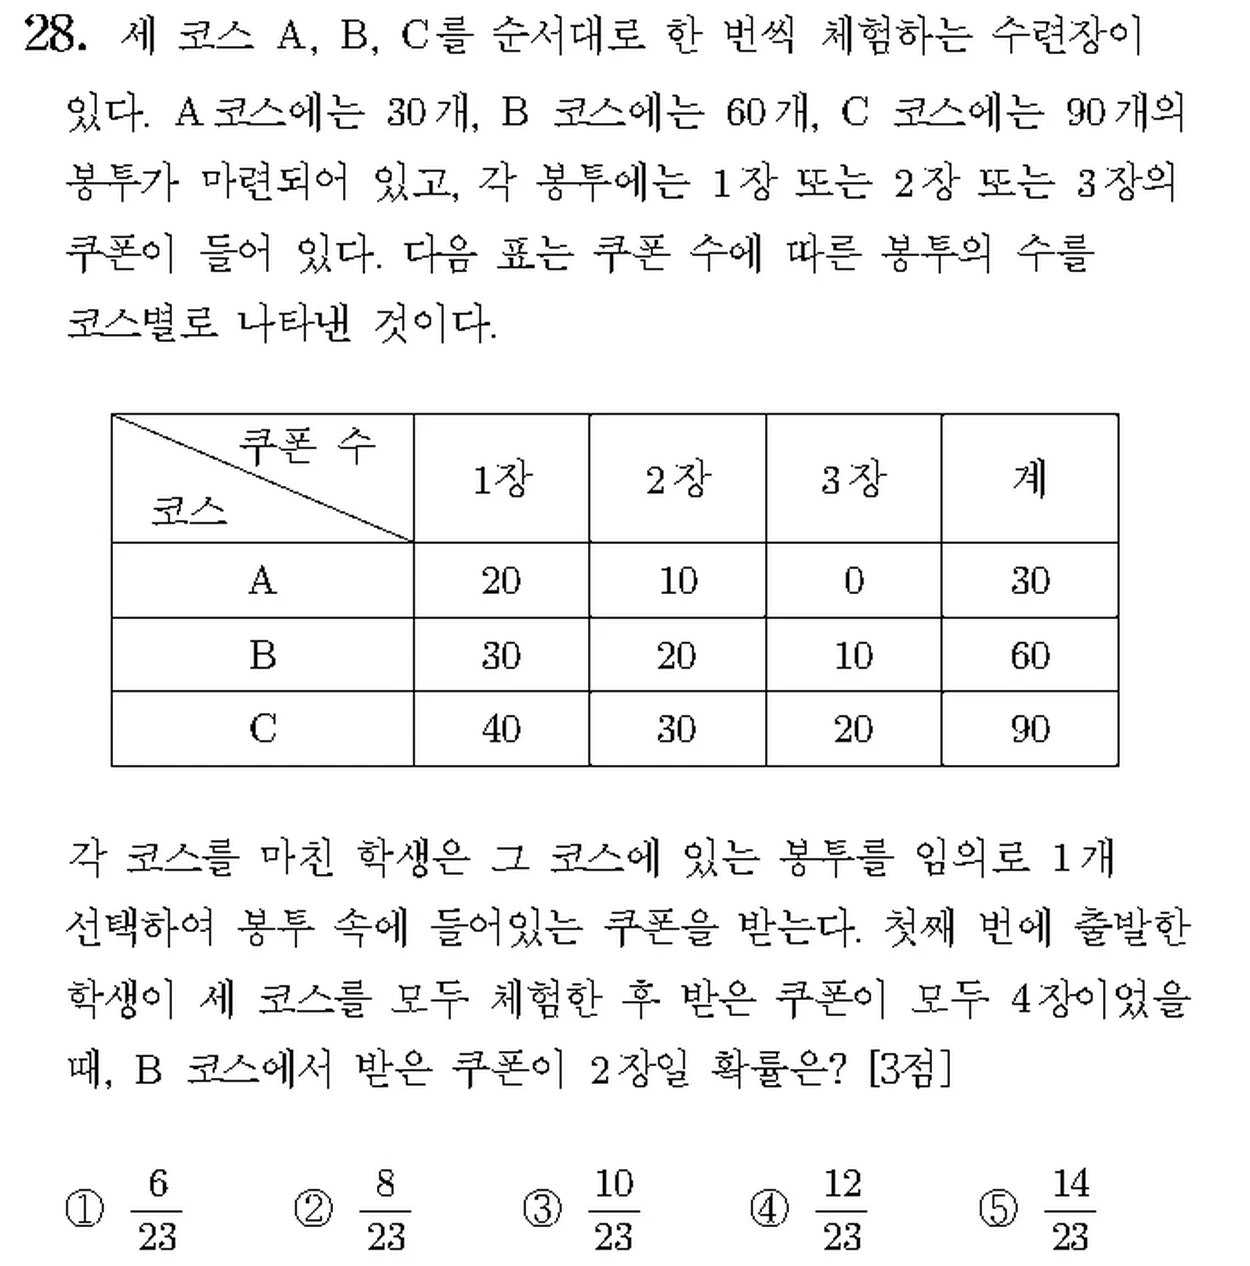 28. 세 코스 A, B, C를 순서대로 한 번씩 체험하는 수련장이
있다. A 코스에는 30개, B 코스에는 60개, C 코스에는 90개의
봉투가 마련되어 있고, 각 봉투에는 1장 또는 2장 또는 3장의
쿠폰이 들어 있다. 다음 표는 쿠폰 수에 따른 봉투의 수를
코스별로 나타낸 것이다.
쿠폰 수
코스 1장 2장 3장 계
A 20 10 0 30
B 30 20 10 60
C 40 30 20 90
각 코스를 마친 학생은 그 코스에 있는 봉투를 임의로 1개
선택하여 봉투 속에 들어있는 쿠폰을 받는다. 첫째 번에 출발한
학생이 세 코스를 모두 체험한 후 받은 쿠폰이 모두 4장이었을
때, B 코스에서 받은 쿠폰이 2장일 확률은? [3점]
① 6/23 ② 8/23 ③ 10/23 ④ 12/23 ⑤ 14/23